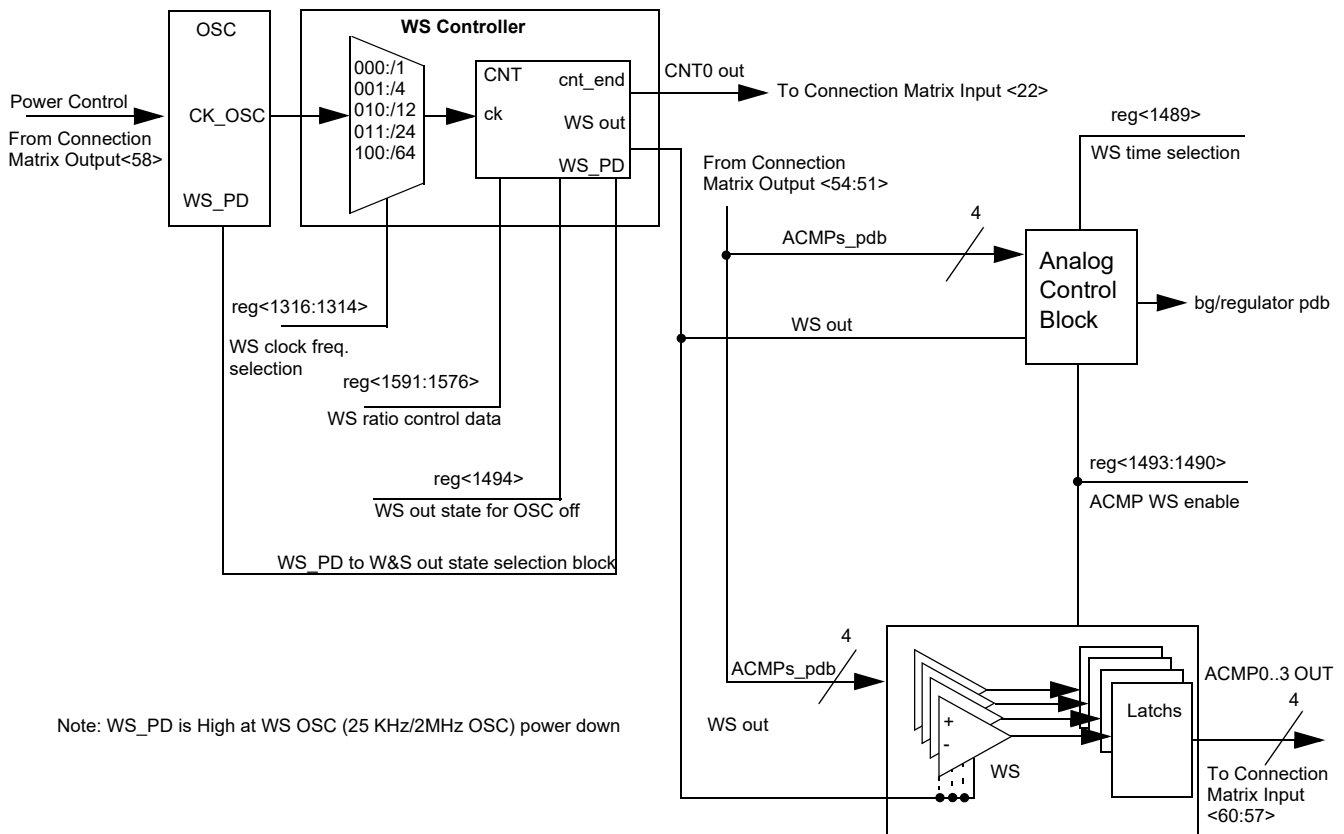 OSC
WS Controller
000:/1
001:/4
010:/12
011:/24
100:/64
CNT
cnt_end
ck
WS out
WS_PD
CNT0 out
To Connection Matrix Input <22>
Power Control
CK_OSC
From Connection
Matrix Output<58>
WS_PD
reg<1489>
WS time selection
From Connection
Matrix Output <54:51>
4
ACMPs_pdb
Analog
Control
Block
bg/regulator pdb
WS out
reg<1316:1314>
WS clock freq.
selection
reg<1591:1576>
WS ratio control data
reg<1494>
WS out state for OSC off
reg<1493:1490>
ACMP WS enable
WS_PD to W&S out state selection block
4
ACMPs_pdb
ACMP0..3 OUT
Latchs
4
+
-
WS out
WS
To Connection
Matrix Input
<60:57>
Note: WS_PD is High at WS OSC (25 KHz/2MHz OSC) power down